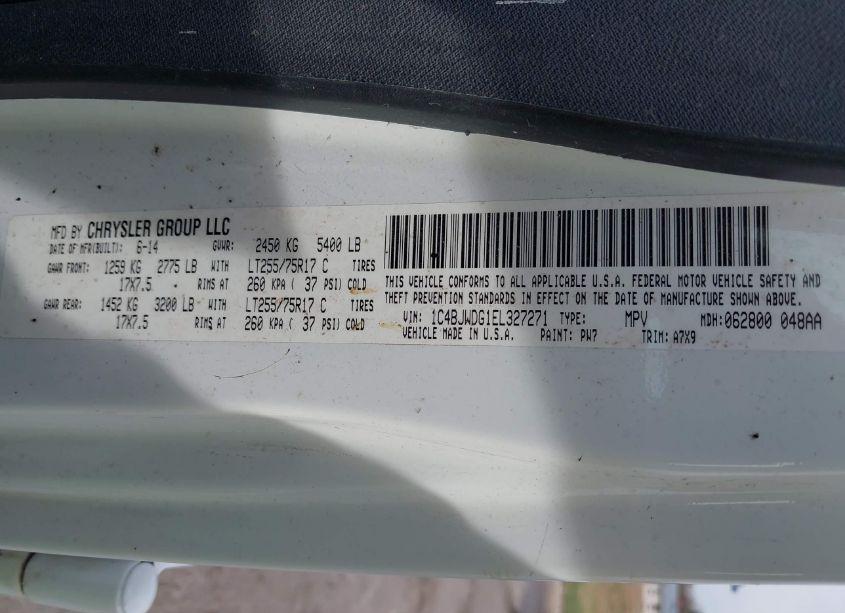 MFD BY CHRYSLER GROUP LLC
DATE OF MFR(BUILT): 6-14 GVWR: 2450 KG 5400 LB
GAWR FRONT: 1259 KG 2775 LB WITH LT255/75R17 C TIRES
17X7.5 RIMS AT 260 KPA ( 37 PSI) COLD
GAWR REAR: 1452 KG 3200 LB WITH LT255/75R17 C TIRES
17X7.5 RIMS AT 260 KPA ( 37 PSI) COLD
THIS VEHICLE CONFORMS TO ALL APPLICABLE U.S.A. FEDERAL MOTOR VEHICLE SAFETY AND
THEFT PREVENTION STANDARDS IN EFFECT ON THE DATE OF MANUFACTURE SHOWN ABOVE.
VIN: 1C4BJWDG1EL327271 TYPE: MPV MDH:062800 048AA
VEHICLE MADE IN U.S.A. PAINT: PW7 TRIM: A7X9